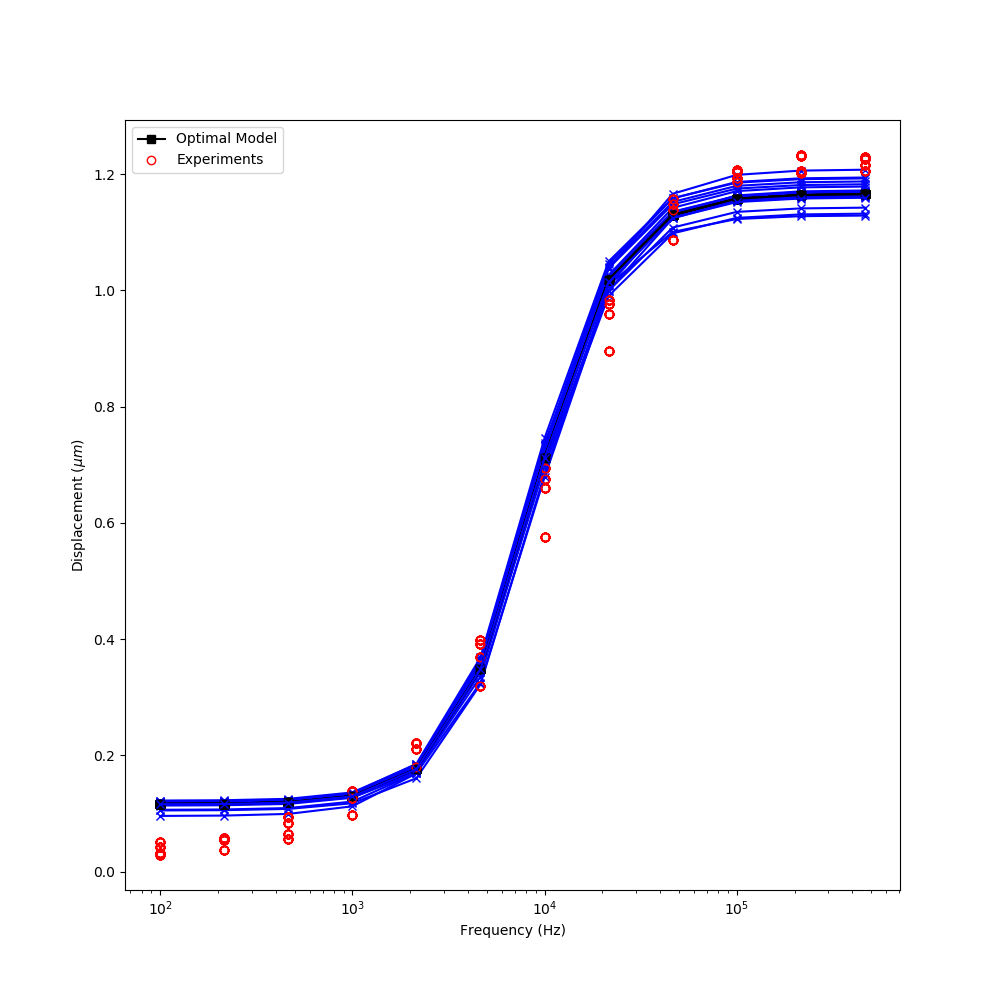 Optimal Model
Experiments
1.2
1.0
0.8
0.6
0.4
0.2
0.0
Displacement (μm)
10²
10³
10⁴
10⁵
Frequency (Hz)